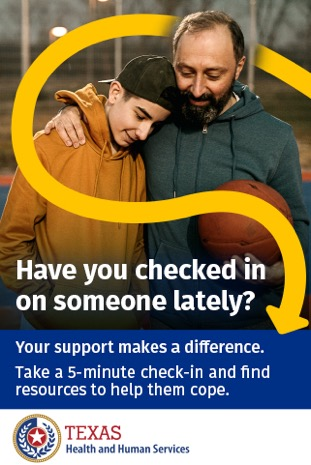 Have you checked in
on someone lately?
Your support makes a difference.
Take a 5-minute check-in and find
resources to help them cope.
TEXAS
Health and Human Services